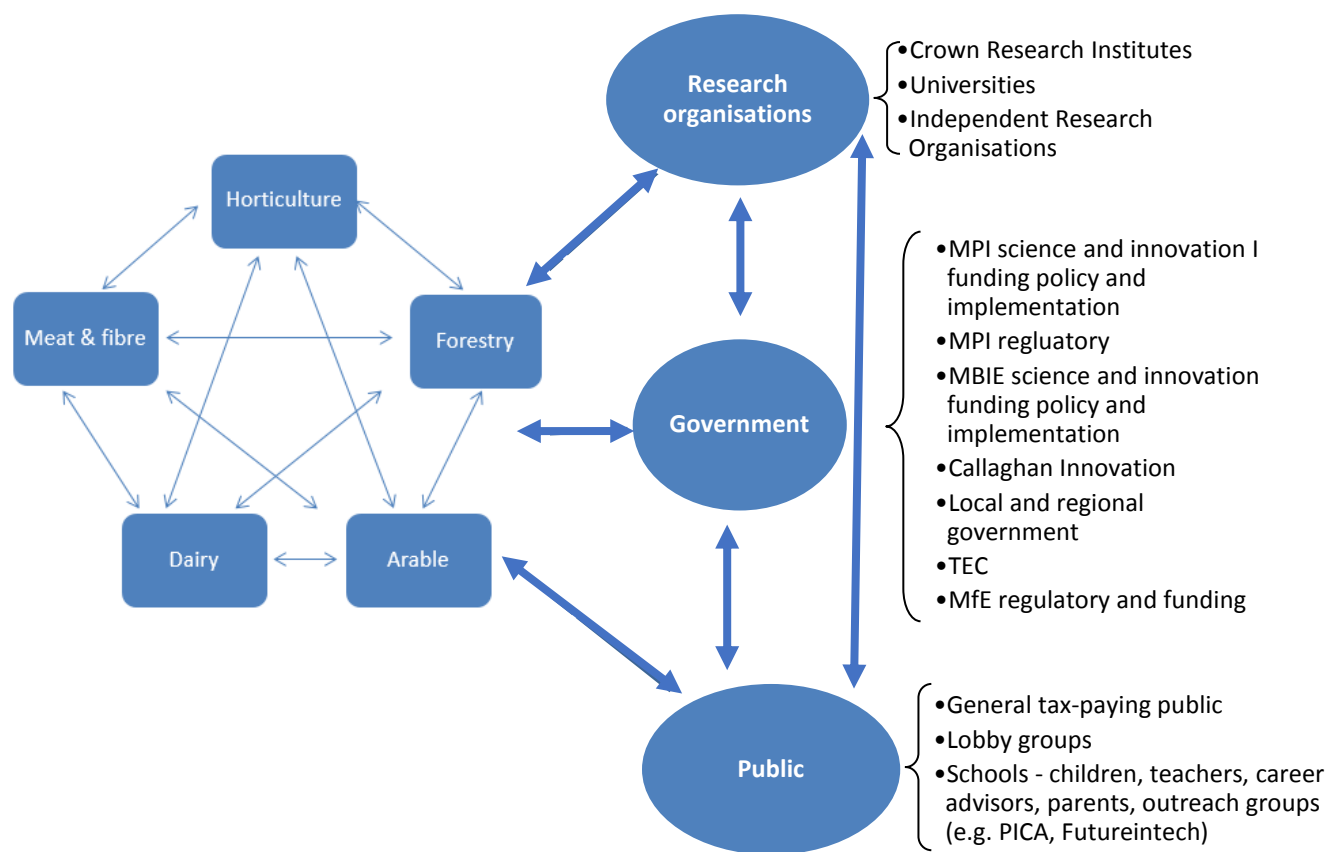 Horticulture
Meat & fibre
Forestry
Dairy
Arable
Research
organisations
•Crown Research Institutes
•Universities
•Independent Research
Organisations
Government
•MPI science and innovation I
funding policy and
implementation
•MPI regluatory
•MBIE science and innovation
funding policy and
implementation
•Callaghan Innovation
•Local and regional
government
•TEC
•MfE regulatory and funding
Public
•General tax-paying public
•Lobby groups
•Schools - children, teachers, career
advisors, parents, outreach groups
(e.g. PICA, Futureintech)